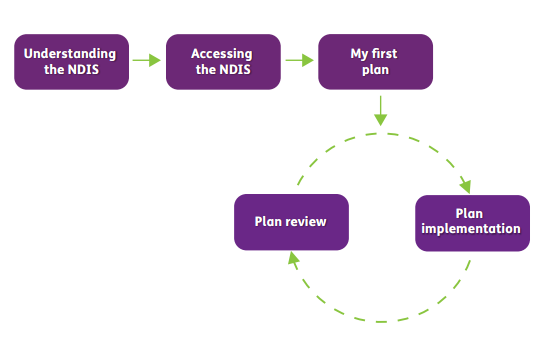 Understanding
the NDIS
Accessing
the NDIS
My first
plan
Plan review
Plan
implementation